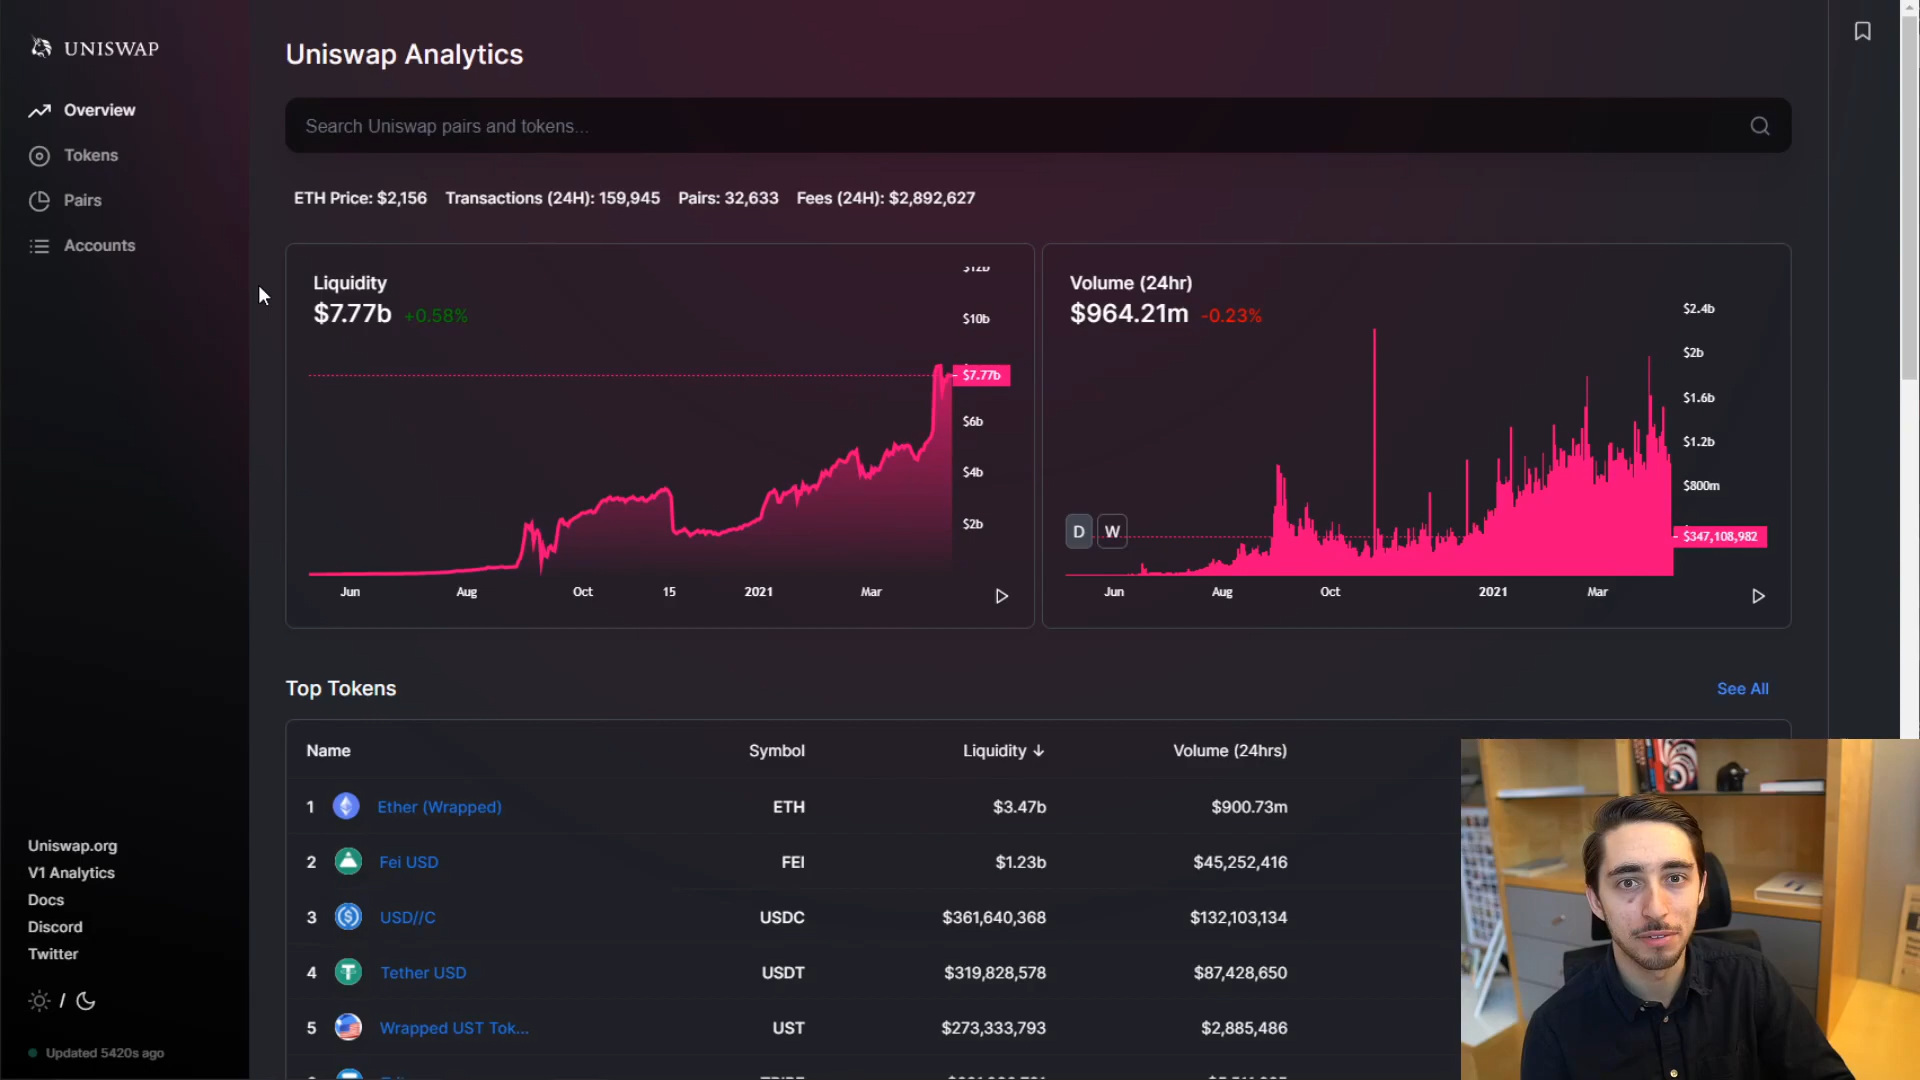 UNISWAP
Overview
Tokens
Pairs
Accounts
Uniswap.org
V1 Analytics
Docs
Discord
Twitter
/
Updated 5420s ago
Uniswap Analytics
Search Uniswap pairs and tokens...
ETH Price: $2,156 Transactions (24H): 159,945 Pairs: 32,633 Fees (24H): $2,892,627
Liquidity
$7.77b +0.58%
$12b
$10b
$7.77b
$6b
$4b
$2b
Jun Aug Oct 15 2021 Mar
Volume (24hr)
$964.21m -0.23%
$2.4b
$2b
$1.6b
$1.2b
$800m
D W
$347,108,982
Jun Aug Oct 2021 Mar
Top Tokens See All
Name Symbol Liquidity ↓ Volume (24hrs)
1 Ether (Wrapped) ETH $3.47b $900.73m
2 Fei USD FEI $1.23b $45,252,416
3 USD//C USDC $361,640,368 $132,103,134
4 Tether USD USDT $319,828,578 $87,428,650
5 Wrapped UST Tok... UST $273,333,793 $2,885,486